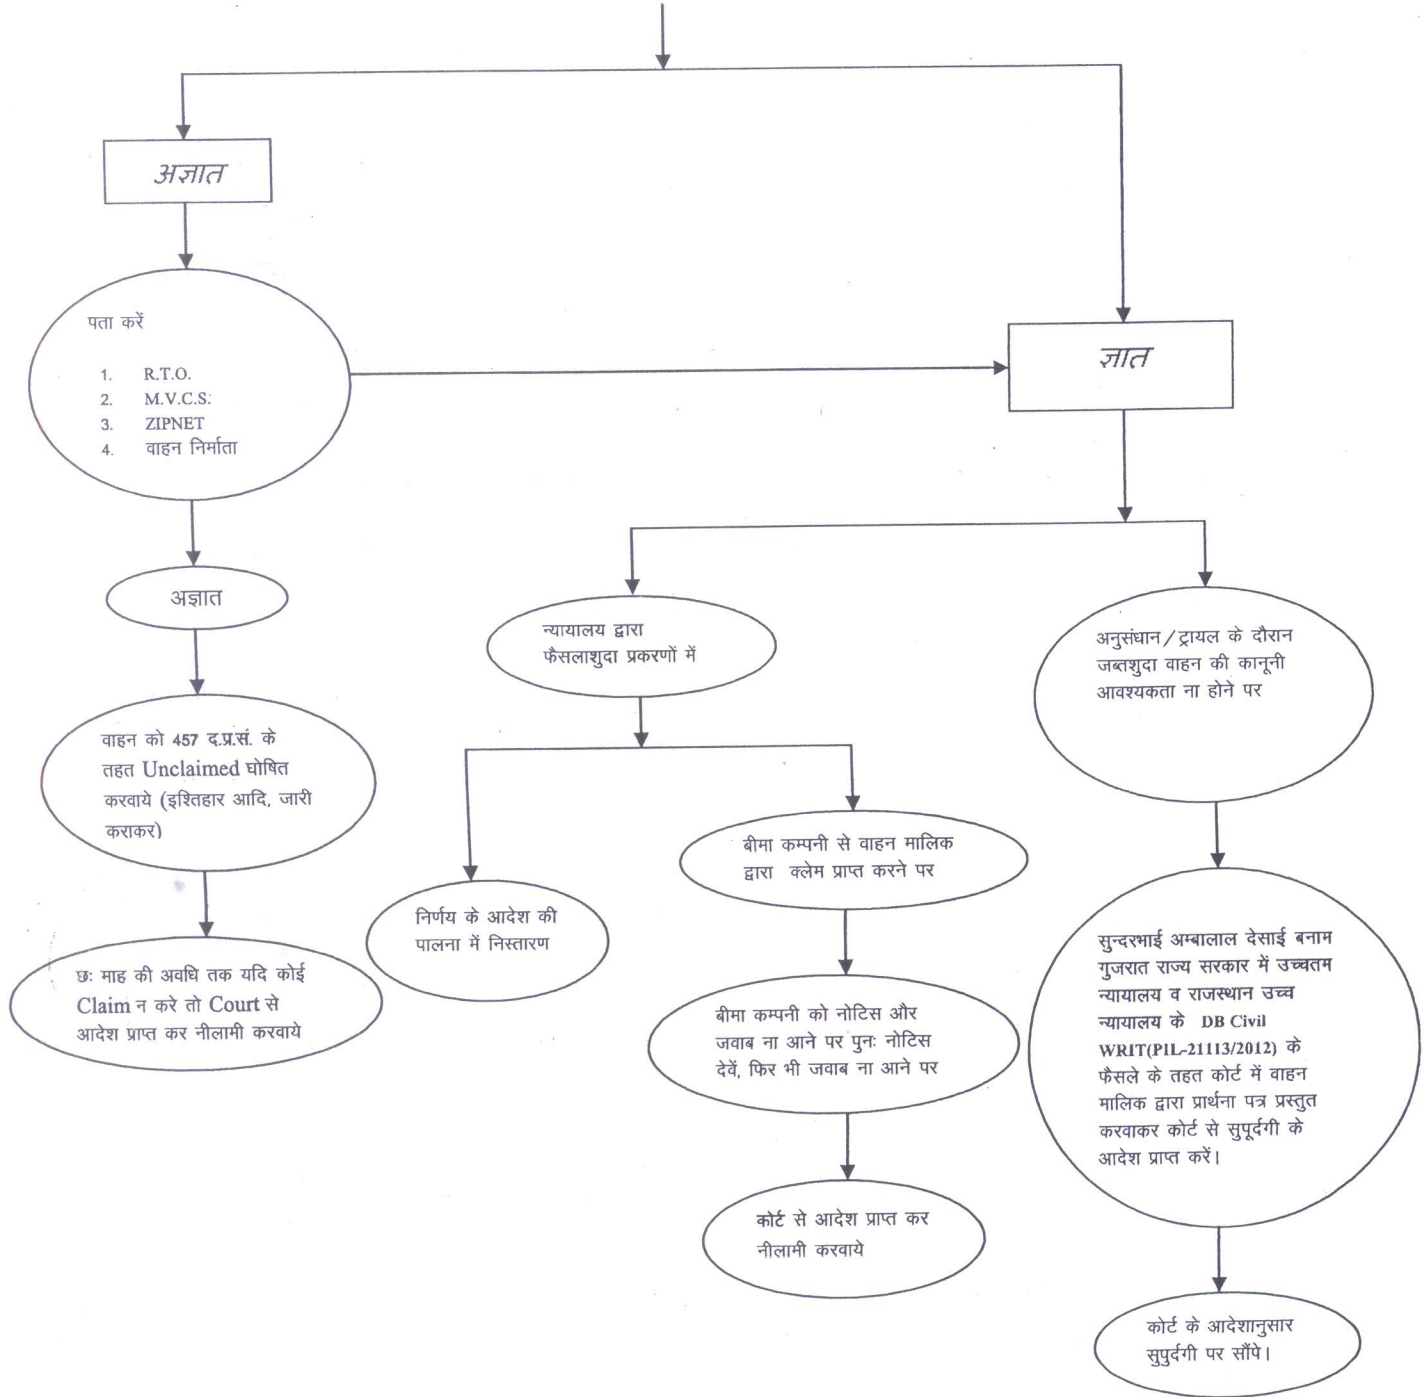 अज्ञात
पता करें
1. R.T.O.
2. M.V.C.S.
3. ZIPNET
4. वाहन निर्माता
ज्ञात
अज्ञात
वाहन को 457 द.प्र.सं. के
तहत Unclaimed घोषित
करवाये (इश्तिहार आदि, जारी
कराकर)
छः माह की अवधि तक यदि कोई
Claim न करे तो Court से
आदेश प्राप्त कर नीलामी करवाये
न्यायालय द्वारा
फैसलाशुदा प्रकरणों में
निर्णय के आदेश की
पालना में निस्तारण
बीमा कम्पनी से वाहन मालिक
द्वारा क्लेम प्राप्त करने पर
बीमा कम्पनी को नोटिस और
जवाब ना आने पर पुनः नोटिस
देवें, फिर भी जवाब ना आने पर
कोर्ट से आदेश प्राप्त कर
नीलामी करवाये
अनुसंधान/ट्रायल के दौरान
जब्तशुदा वाहन की कानूनी
आवश्यकता ना होने पर
सुन्दरभाई अम्बालाल देसाई बनाम
गुजरात राज्य सरकार में उच्चतम
न्यायालय व राजस्थान उच्च
न्यायालय के DB Civil
WRIT(PIL-21113/2012) के
फैसले के तहत कोर्ट में वाहन
मालिक द्वारा प्रार्थना पत्र प्रस्तुत
करवाकर कोर्ट से सुपूर्दगी के
आदेश प्राप्त करें।
कोर्ट के आदेशानुसार
सुपुर्दगी पर सौंपे।